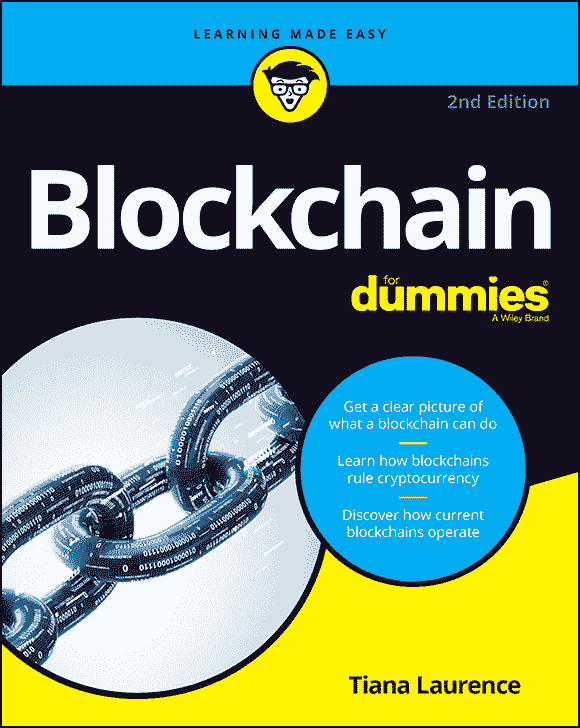 LEARNING MADE EASY
2nd Edition
Blockchain
for
dummies®
A Wiley Brand
Get a clear picture of
what a blockchain can do
Learn how blockchains
rule cryptocurrency
Discover how current
blockchains operate
Tiana Laurence